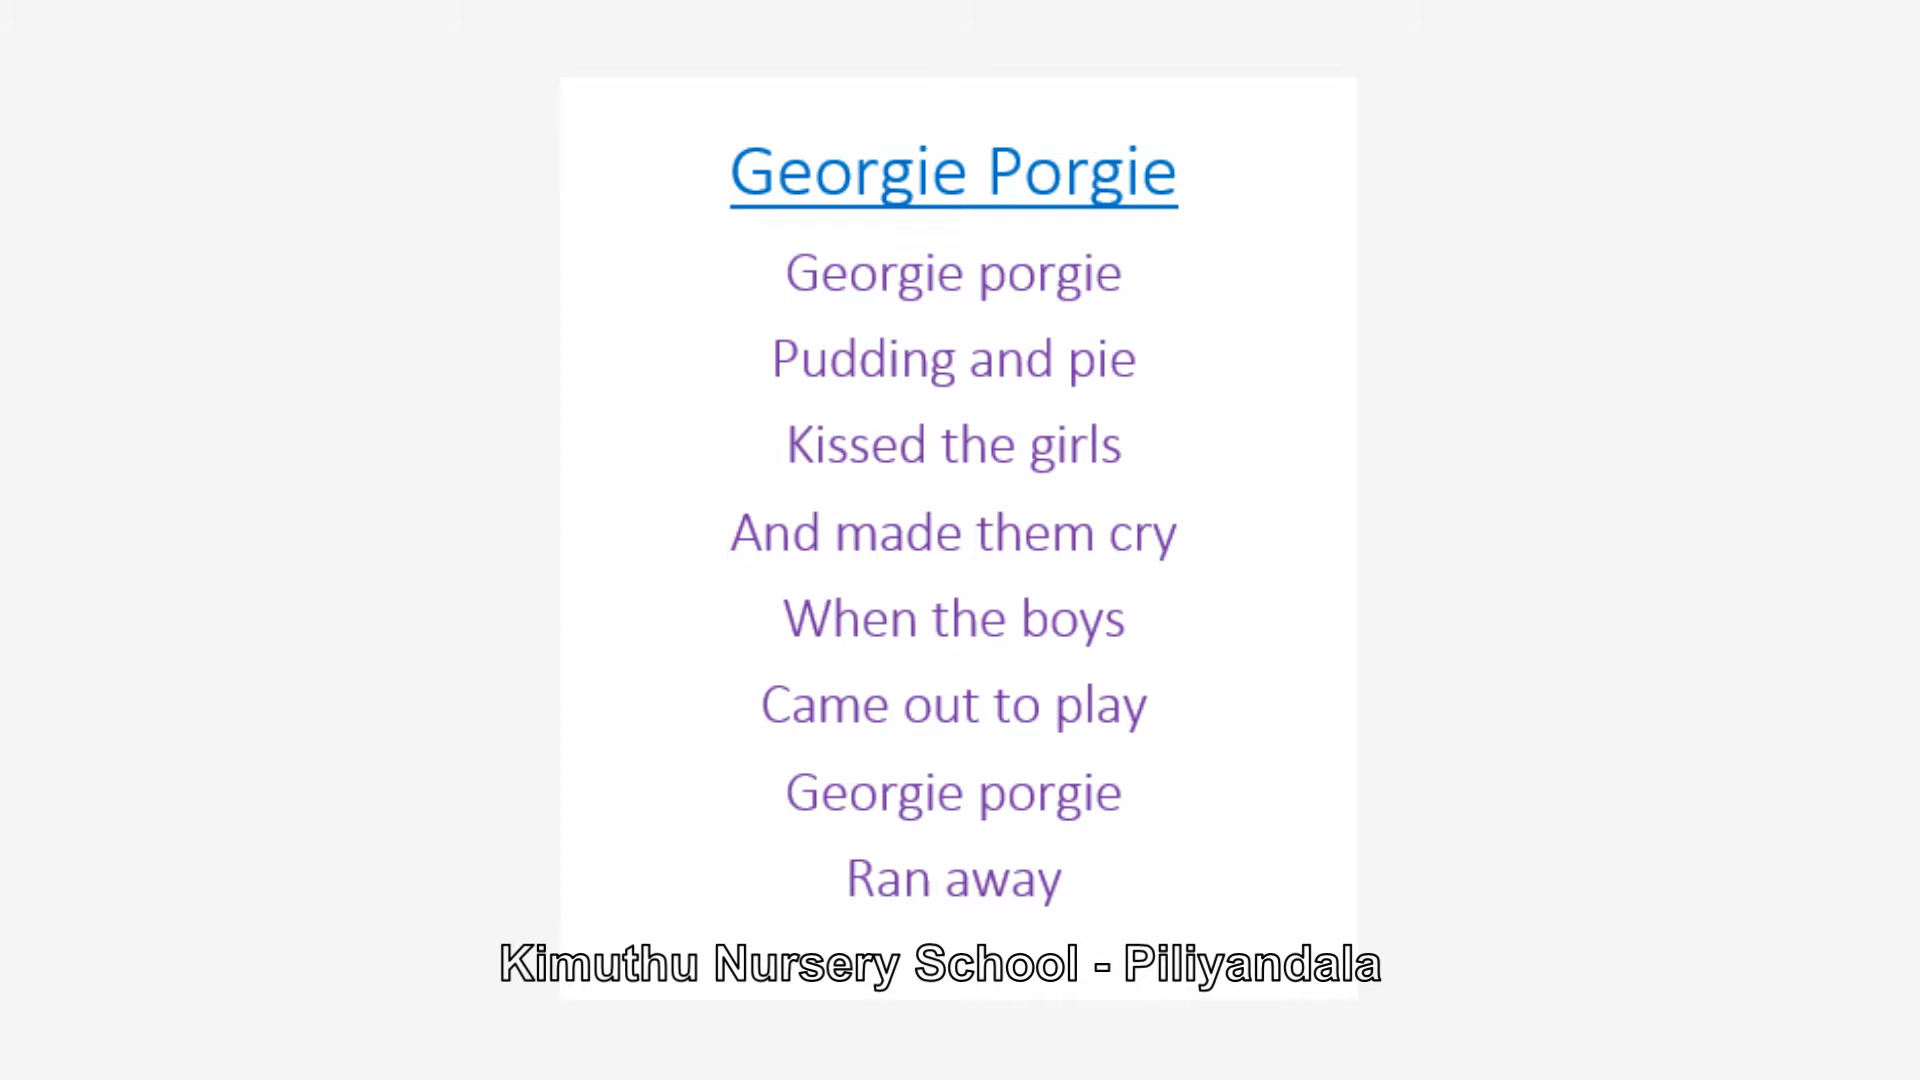 Georgie Porgie
Georgie porgie
Pudding and pie
Kissed the girls
And made them cry
When the boys
Came out to play
Georgie porgie
Ran away
Kimuthu Nursery School - Piliyandala